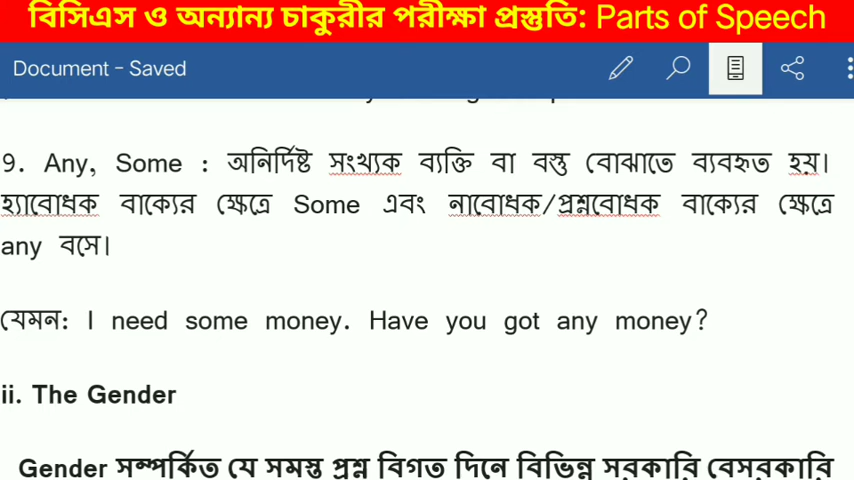 বিসিএস ও অন্যান্য চাকুরীর পরীক্ষা প্রস্তুতি: Parts of Speech
Document - Saved
9. Any, Some : অনির্দিষ্ট সংখ্যক ব্যক্তি বা বস্তু বোঝাতে ব্যবহৃত হয়।
হ্যাবোধক বাক্যের ক্ষেত্রে Some এবং নাবোধক/প্রশ্নবোধক বাক্যের ক্ষেত্রে
any বসে।
যেমন: I need some money. Have you got any money?
ii. The Gender
Gender সম্পর্কিত যে সমস্ত প্রশ্ন বিগত দিনে বিভিন্ন সরকারি বেসরকারি